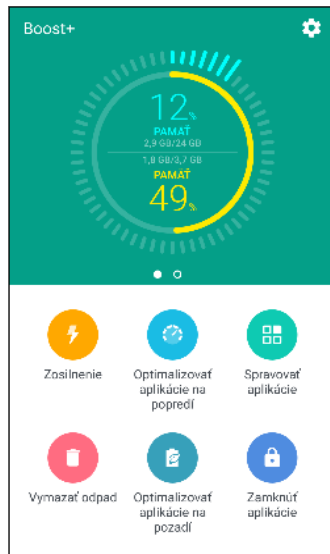 Boost+
12%
PAMÄŤ
2,9 GB/24 GB
1,8 GB/3,7 GB
PAMÄŤ
49%
Zosilnenie
Optimalizovať
aplikácie na
popredí
Spravovať
aplikácie
Vymazať odpad
Optimalizovať
aplikácie na
pozadí
Zamknúť
aplikácie